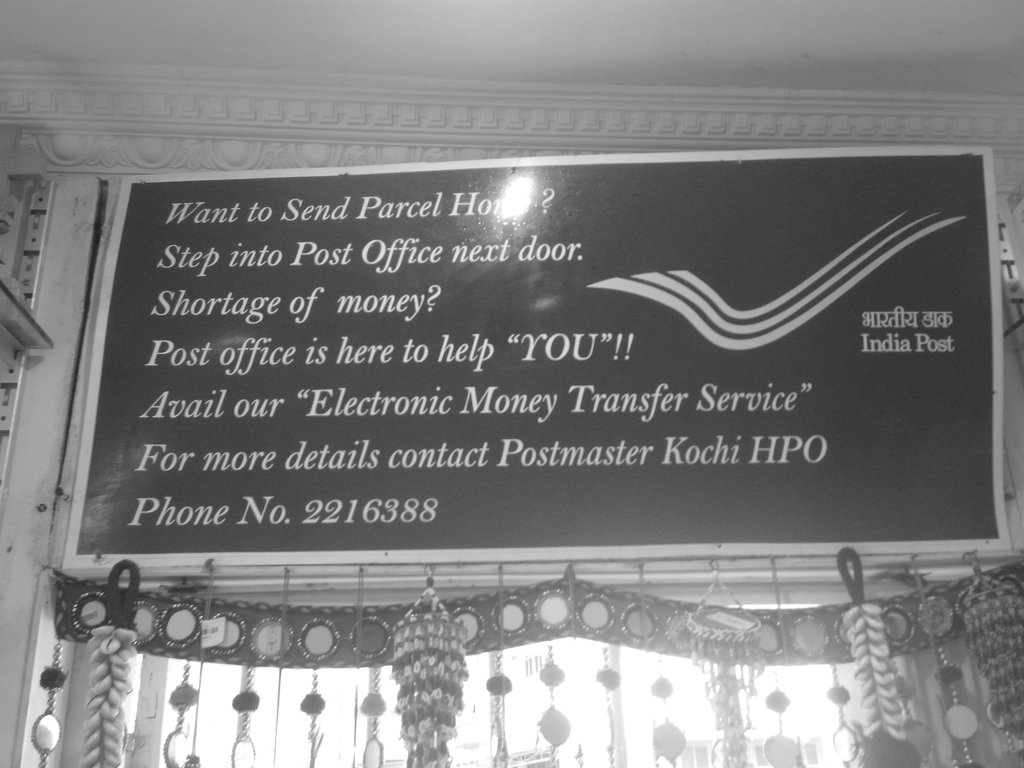 Want to Send Parcel ?
Step into Post Office next door.
Shortage of money?
Post office is here to help “YOU”!!
Avail our “Electronic Money Transfer Service”
For more details contact Postmaster Kochi HPO
Phone No. 2216388
भारतीय डाक
India Post